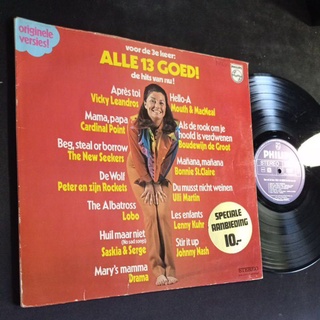 originele
versies!
voor de 3e keer:
ALLE 13 GOED!
de hits van nu!
PHILIPS
Après toi
Vicky Leandros
Hello-A
Mouth & MacNeal
Mama, papa
Cardinal Point
Als de rook om je
hoofd is verdwenen
Boudewijn de Groot
Beg, steal or borrow
The New Seekers
Mañana, mañana
Bonnie St.Claire
De Wolf
Peter en zijn Rockets
Du musst nicht weinen
Ulli Martin
The Albatross
Lobo
Les enfants
Lenny Kuhr
SPECIALE
AANBIEDING
10.-
Huil maar niet
(No sad songs)
Saskia & Serge
Stir it up
Johnny Nash
Mary's mamma
Drama
STEREO
PHILIPS
STEREO